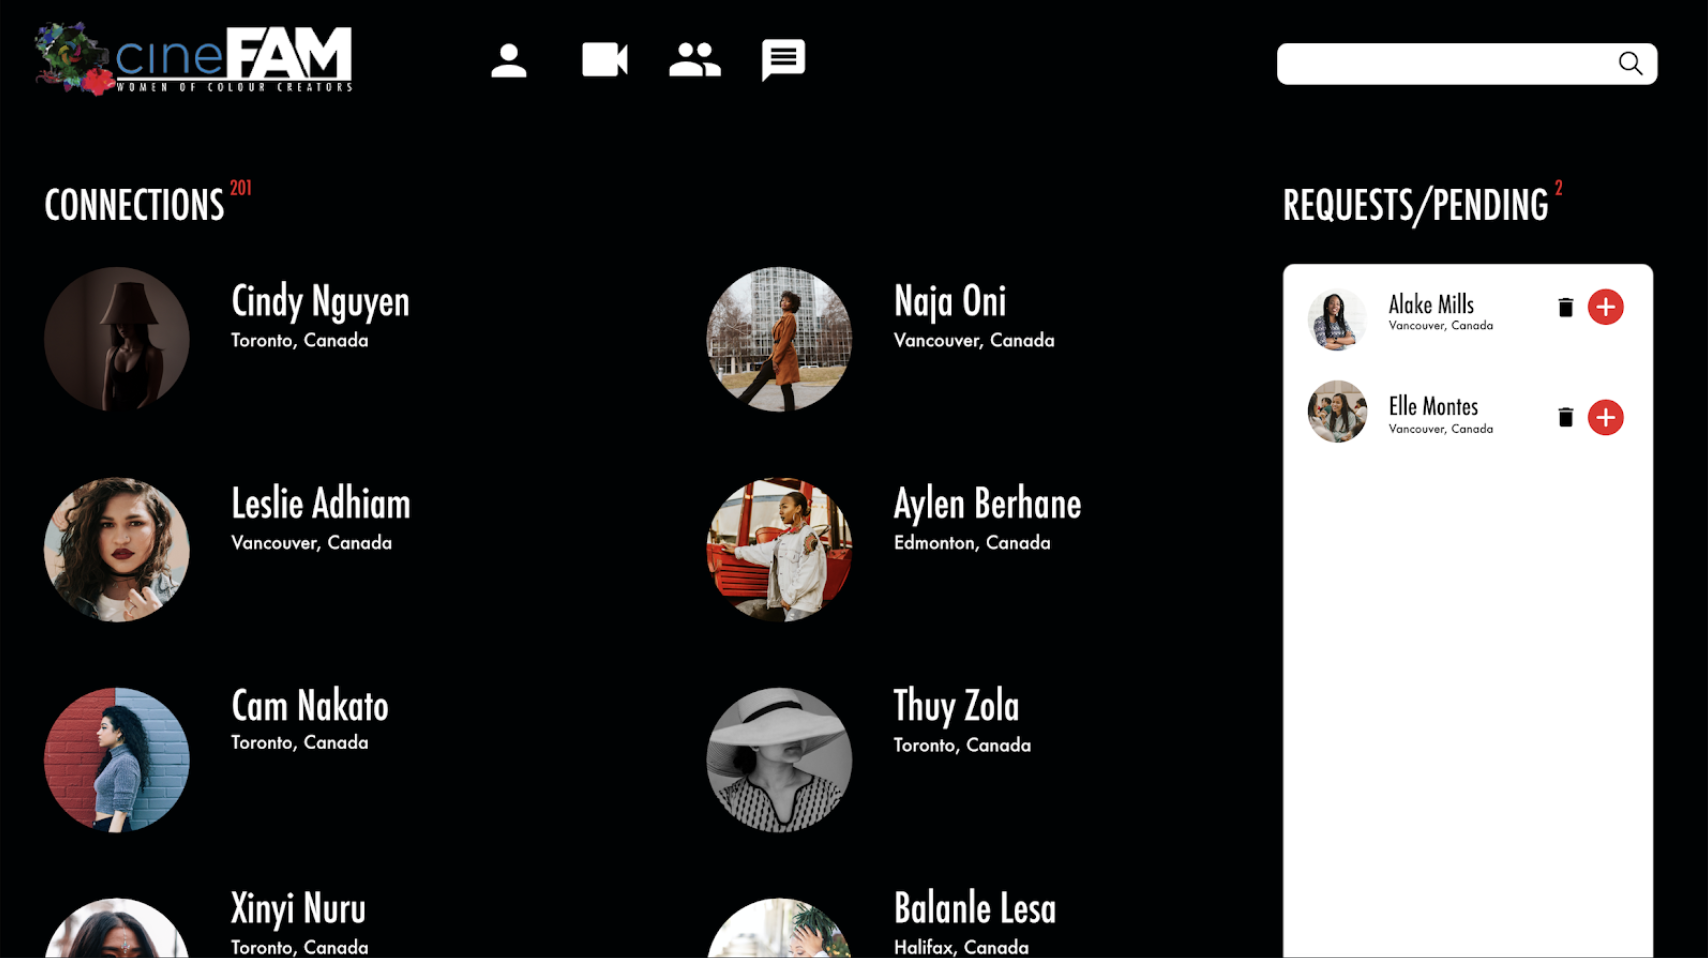 cineFAM
WOMEN OF COLOUR CREATORS
CONNECTIONS 201
Cindy Nguyen
Toronto, Canada
Naja Oni
Vancouver, Canada
Leslie Adhiam
Vancouver, Canada
Aylen Berhane
Edmonton, Canada
Cam Nakato
Toronto, Canada
Thuy Zola
Toronto, Canada
Xinyi Nuru
Toronto, Canada
Balanle Lesa
Halifax, Canada
REQUESTS/PENDING 2
Alake Mills
Vancouver, Canada
Elle Montes
Vancouver, Canada